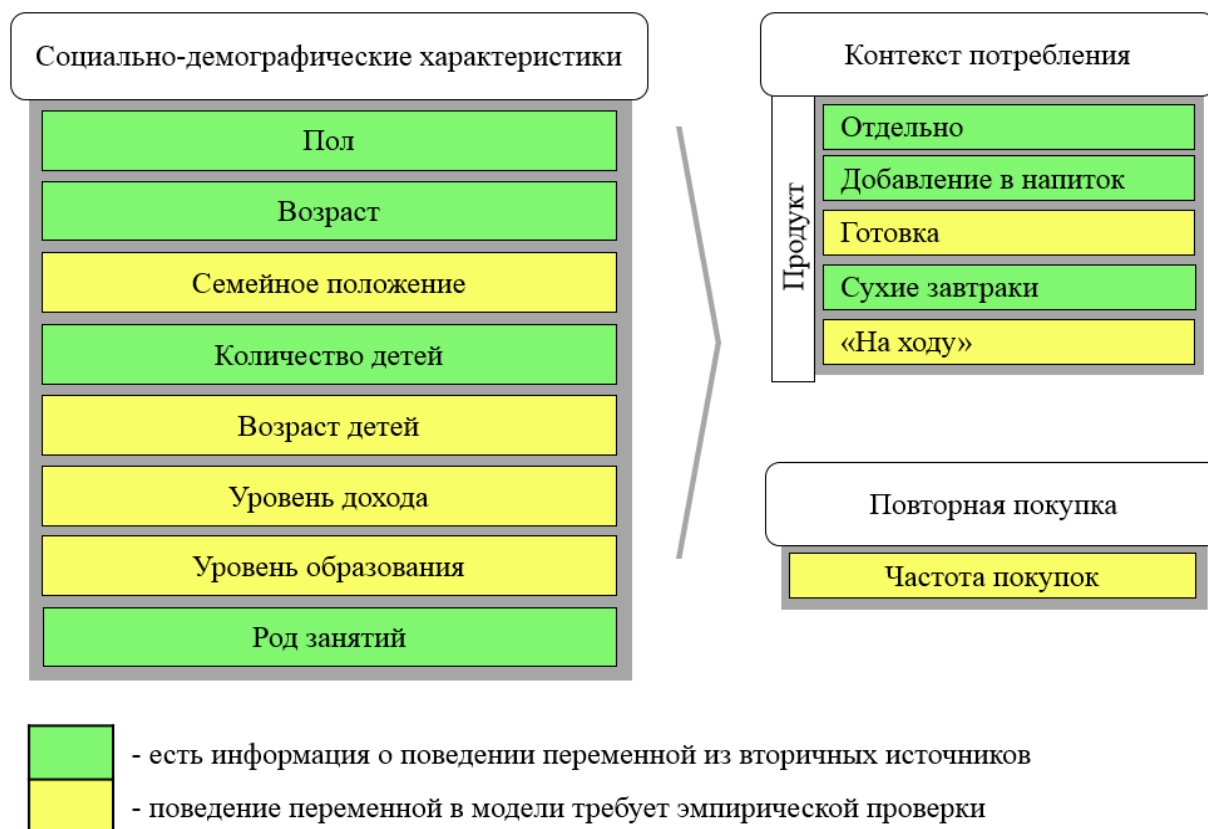 Социально-демографические характеристики
Пол
Возраст
Семейное положение
Количество детей
Возраст детей
Уровень дохода
Уровень образования
Род занятий
Контекст потребления
Продукт
Отдельно
Добавление в напиток
Готовка
Сухие завтраки
«На ходу»
Повторная покупка
Частота покупок
- есть информация о поведении переменной из вторичных источников
- поведение переменной в модели требует эмпирической проверки